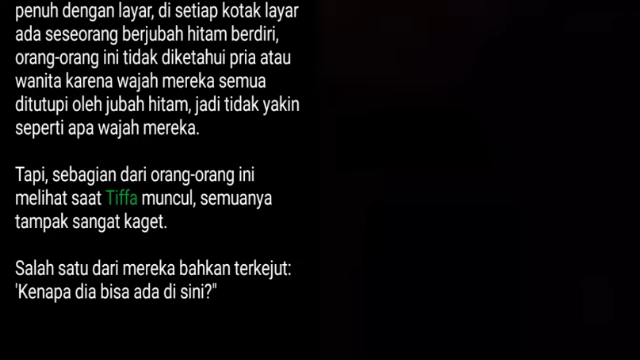 penuh dengan layar, di setiap kotak layar
ada seseorang berjubah hitam berdiri,
orang-orang ini tidak diketahui pria atau
wanita karena wajah mereka semua
ditutupi oleh jubah hitam, jadi tidak yakin
seperti apa wajah mereka.
Tapi, sebagian dari orang-orang ini
melihat saat Tiffa muncul, semuanya
tampak sangat kaget.
Salah satu dari mereka bahkan terkejut:
'Kenapa dia bisa ada di sini?"